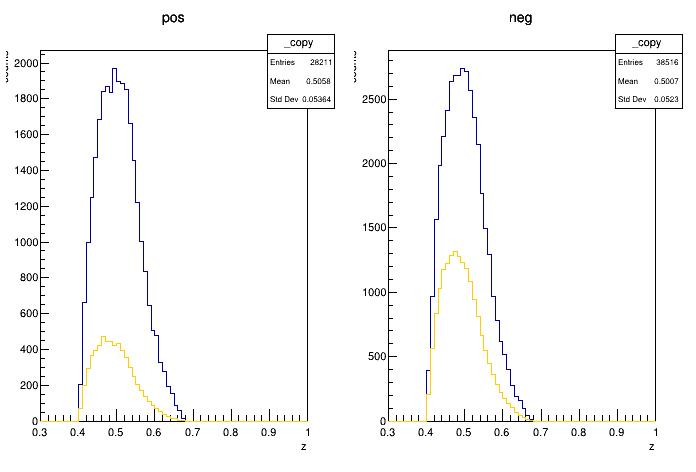 pos
neg
_copy
Entries 28211
Mean 0.5058
Std Dev 0.05364
_copy
Entries 38516
Mean 0.5007
Std Dev 0.0523
2000
1800
1600
1400
1200
1000
800
600
400
200
0
0.3 0.4 0.5 0.6 0.7 0.8 0.9 1
z
2500
2000
1500
1000
500
0
0.3 0.4 0.5 0.6 0.7 0.8 0.9 1
z